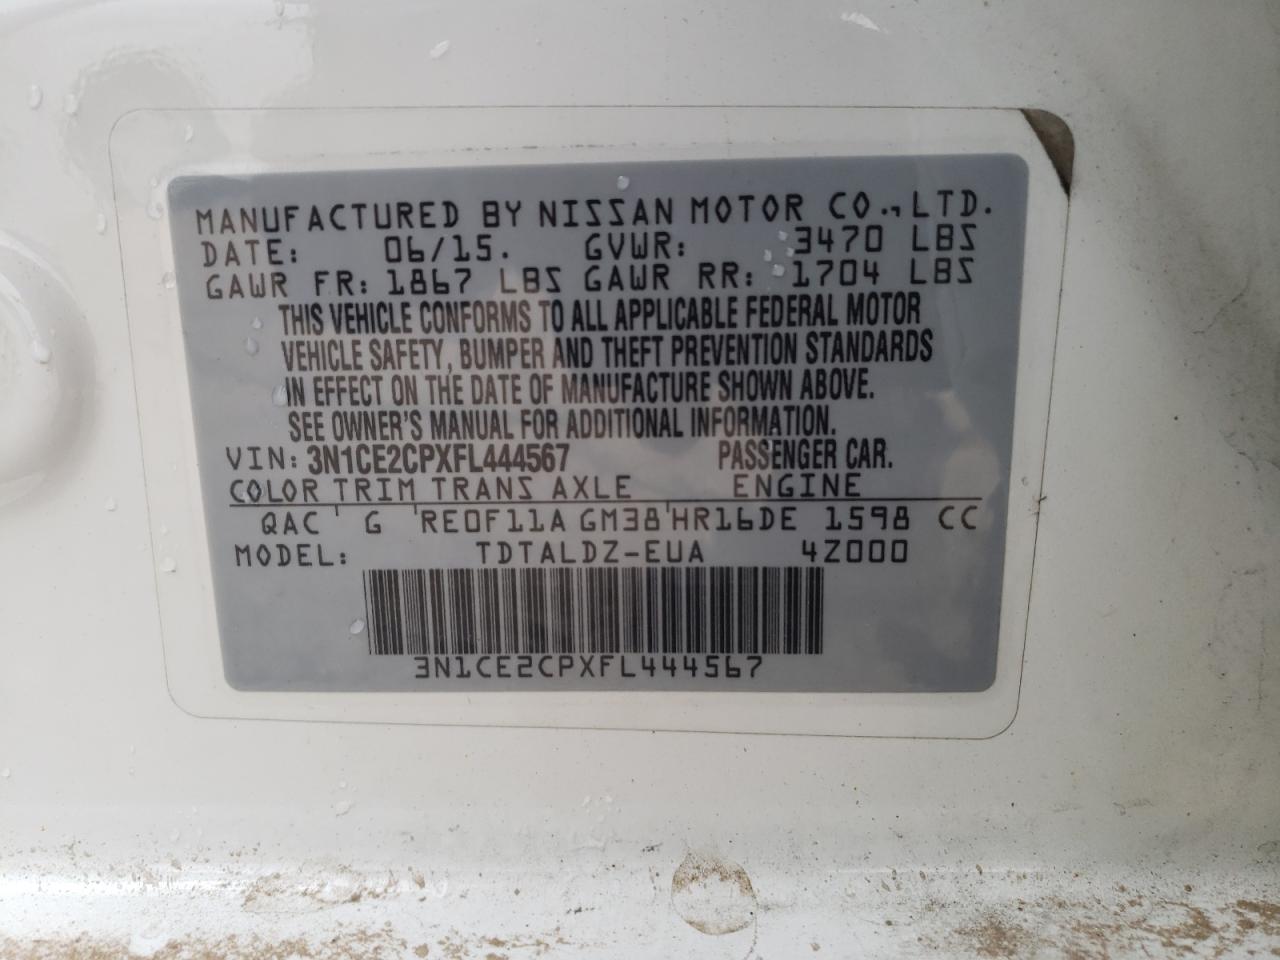 MANUFACTURED BY NISSAN MOTOR CO.,LTD.
DATE: 06/15. GVWR: 3470 LBS
GAWR FR: 1867 LBS GAWR RR: 1704 LBS
THIS VEHICLE CONFORMS TO ALL APPLICABLE FEDERAL MOTOR
VEHICLE SAFETY, BUMPER AND THEFT PREVENTION STANDARDS
IN EFFECT ON THE DATE OF MANUFACTURE SHOWN ABOVE.
SEE OWNER'S MANUAL FOR ADDITIONAL INFORMATION.
VIN: 3N1CE2CPXFL444567 PASSENGER CAR.
COLOR TRIM TRANS AXLE ENGINE
QAC ' G ' RE0F11A GM38 ' HR16DE 1598 CC
MODEL: TDTALDZ-EUA 4Z000
3N1CE2CPXFL444567